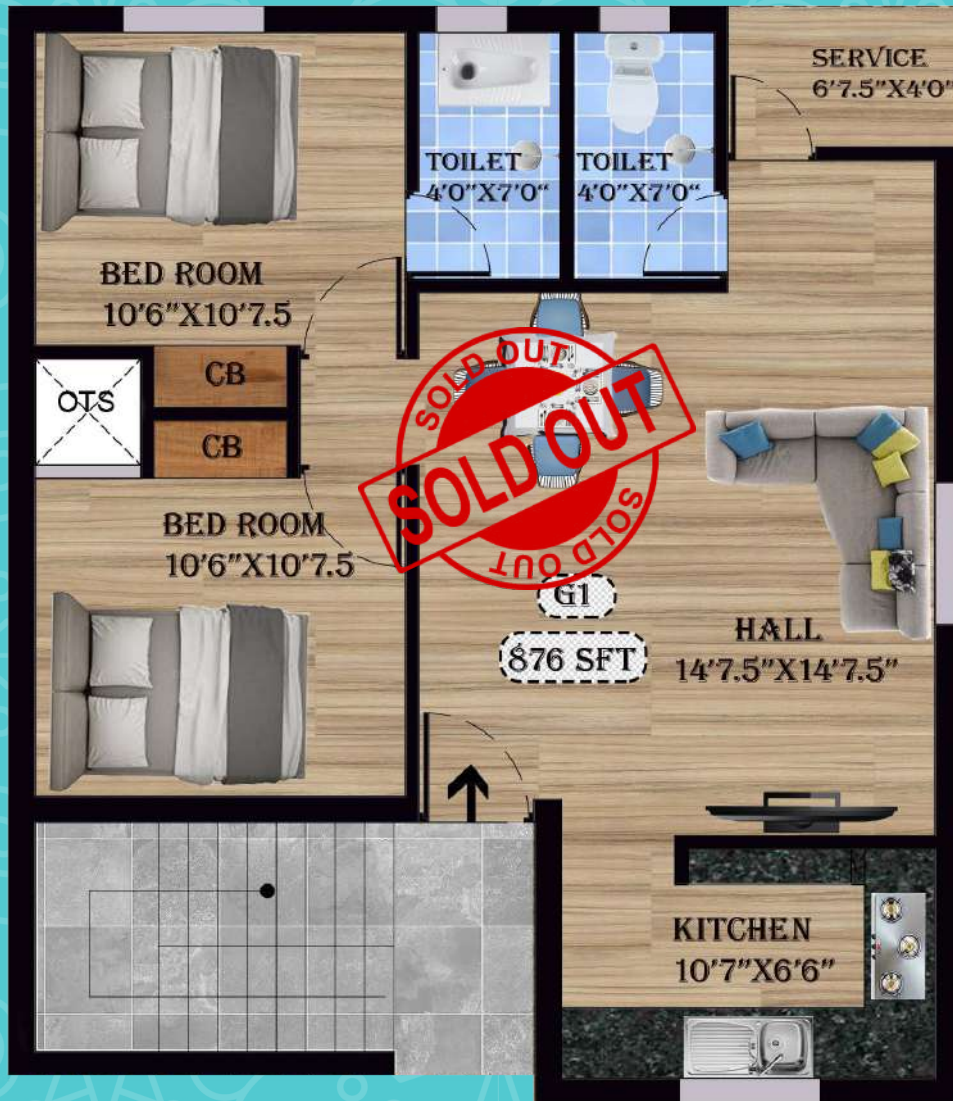 SERVICE
6'7.5"X4'0"
TOILET
4'0"X7'0"
TOILET
4'0"X7'0"
BED ROOM
10'6"X10'7.5
CB
OTS
CB
SOLD OUT
SOLD OUT
SOLD OUT
BED ROOM
10'6"X10'7.5
G1
876 SFT
HALL
14'7.5"X14'7.5"
KITCHEN
10'7"X6'6"